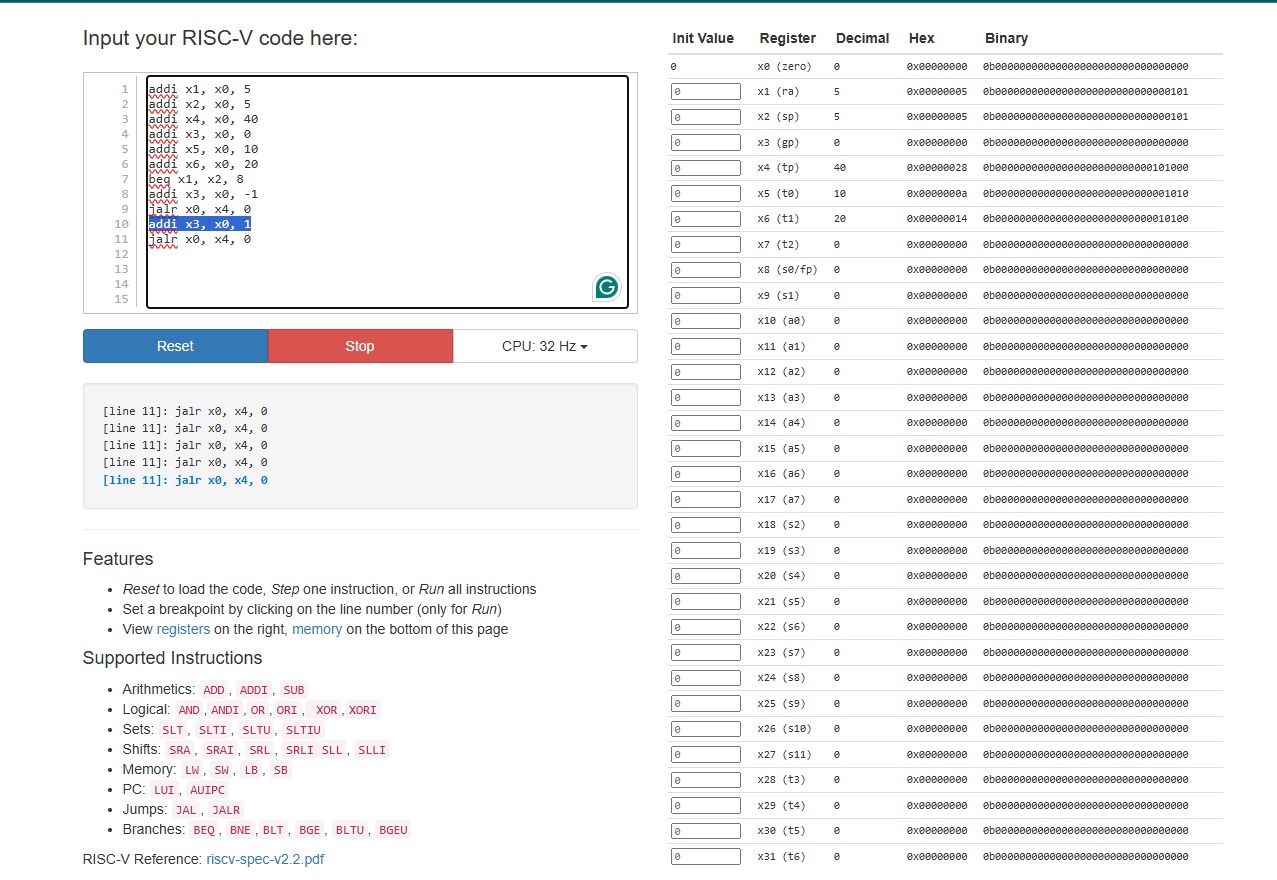 Input your RISC-V code here:
1 addi x1, x0, 5
2 addi x2, x0, 5
3 addi x4, x0, 40
4 addi x3, x0, 0
5 addi x5, x0, 10
6 addi x6, x0, 20
7 beq x1, x2, 8
8 addi x3, x0, -1
9 jalr x0, x4, 0
10 addi x3, x0, 1
11 jalr x0, x4, 0
12
13
14
15
G
Reset Stop CPU: 32 Hz
[line 11]: jalr x0, x4, 0
[line 11]: jalr x0, x4, 0
[line 11]: jalr x0, x4, 0
[line 11]: jalr x0, x4, 0
[line 11]: jalr x0, x4, 0
Features
• Reset to load the code, Step one instruction, or Run all instructions
• Set a breakpoint by clicking on the line number (only for Run)
• View registers on the right, memory on the bottom of this page
Supported Instructions
• Arithmetics: ADD, ADDI, SUB
• Logical: AND, ANDI, OR, ORI, XOR, XORI
• Sets: SLT, SLTI, SLTU, SLTIU
• Shifts: SRA, SRAI, SRL, SRLI SLL, SLLI
• Memory: LW, SW, LB, SB
• PC: LUI, AUIPC
• Jumps: JAL, JALR
• Branches: BEQ, BNE, BLT, BGE, BLTU, BGEU
RISC-V Reference: riscv-spec-v2.2.pdf
Init Value Register Decimal Hex Binary
0 x0 (zero) 0 0x00000000 0b00000000000000000000000000000000
0 x1 (ra) 5 0x00000005 0b00000000000000000000000000000101
0 x2 (sp) 5 0x00000005 0b00000000000000000000000000000101
0 x3 (gp) 0 0x00000000 0b00000000000000000000000000000000
0 x4 (tp) 40 0x00000028 0b00000000000000000000000000101000
0 x5 (t0) 10 0x0000000a 0b00000000000000000000000000001010
0 x6 (t1) 20 0x00000014 0b00000000000000000000000000010100
0 x7 (t2) 0 0x00000000 0b00000000000000000000000000000000
0 x8 (s0/fp) 0 0x00000000 0b00000000000000000000000000000000
0 x9 (s1) 0 0x00000000 0b00000000000000000000000000000000
0 x10 (a0) 0 0x00000000 0b00000000000000000000000000000000
0 x11 (a1) 0 0x00000000 0b00000000000000000000000000000000
0 x12 (a2) 0 0x00000000 0b00000000000000000000000000000000
0 x13 (a3) 0 0x00000000 0b00000000000000000000000000000000
0 x14 (a4) 0 0x00000000 0b00000000000000000000000000000000
0 x15 (a5) 0 0x00000000 0b00000000000000000000000000000000
0 x16 (a6) 0 0x00000000 0b00000000000000000000000000000000
0 x17 (a7) 0 0x00000000 0b00000000000000000000000000000000
0 x18 (s2) 0 0x00000000 0b00000000000000000000000000000000
0 x19 (s3) 0 0x00000000 0b00000000000000000000000000000000
0 x20 (s4) 0 0x00000000 0b00000000000000000000000000000000
0 x21 (s5) 0 0x00000000 0b00000000000000000000000000000000
0 x22 (s6) 0 0x00000000 0b00000000000000000000000000000000
0 x23 (s7) 0 0x00000000 0b00000000000000000000000000000000
0 x24 (s8) 0 0x00000000 0b00000000000000000000000000000000
0 x25 (s9) 0 0x00000000 0b00000000000000000000000000000000
0 x26 (s10) 0 0x00000000 0b00000000000000000000000000000000
0 x27 (s11) 0 0x00000000 0b00000000000000000000000000000000
0 x28 (t3) 0 0x00000000 0b00000000000000000000000000000000
0 x29 (t4) 0 0x00000000 0b00000000000000000000000000000000
0 x30 (t5) 0 0x00000000 0b00000000000000000000000000000000
0 x31 (t6) 0 0x00000000 0b00000000000000000000000000000000